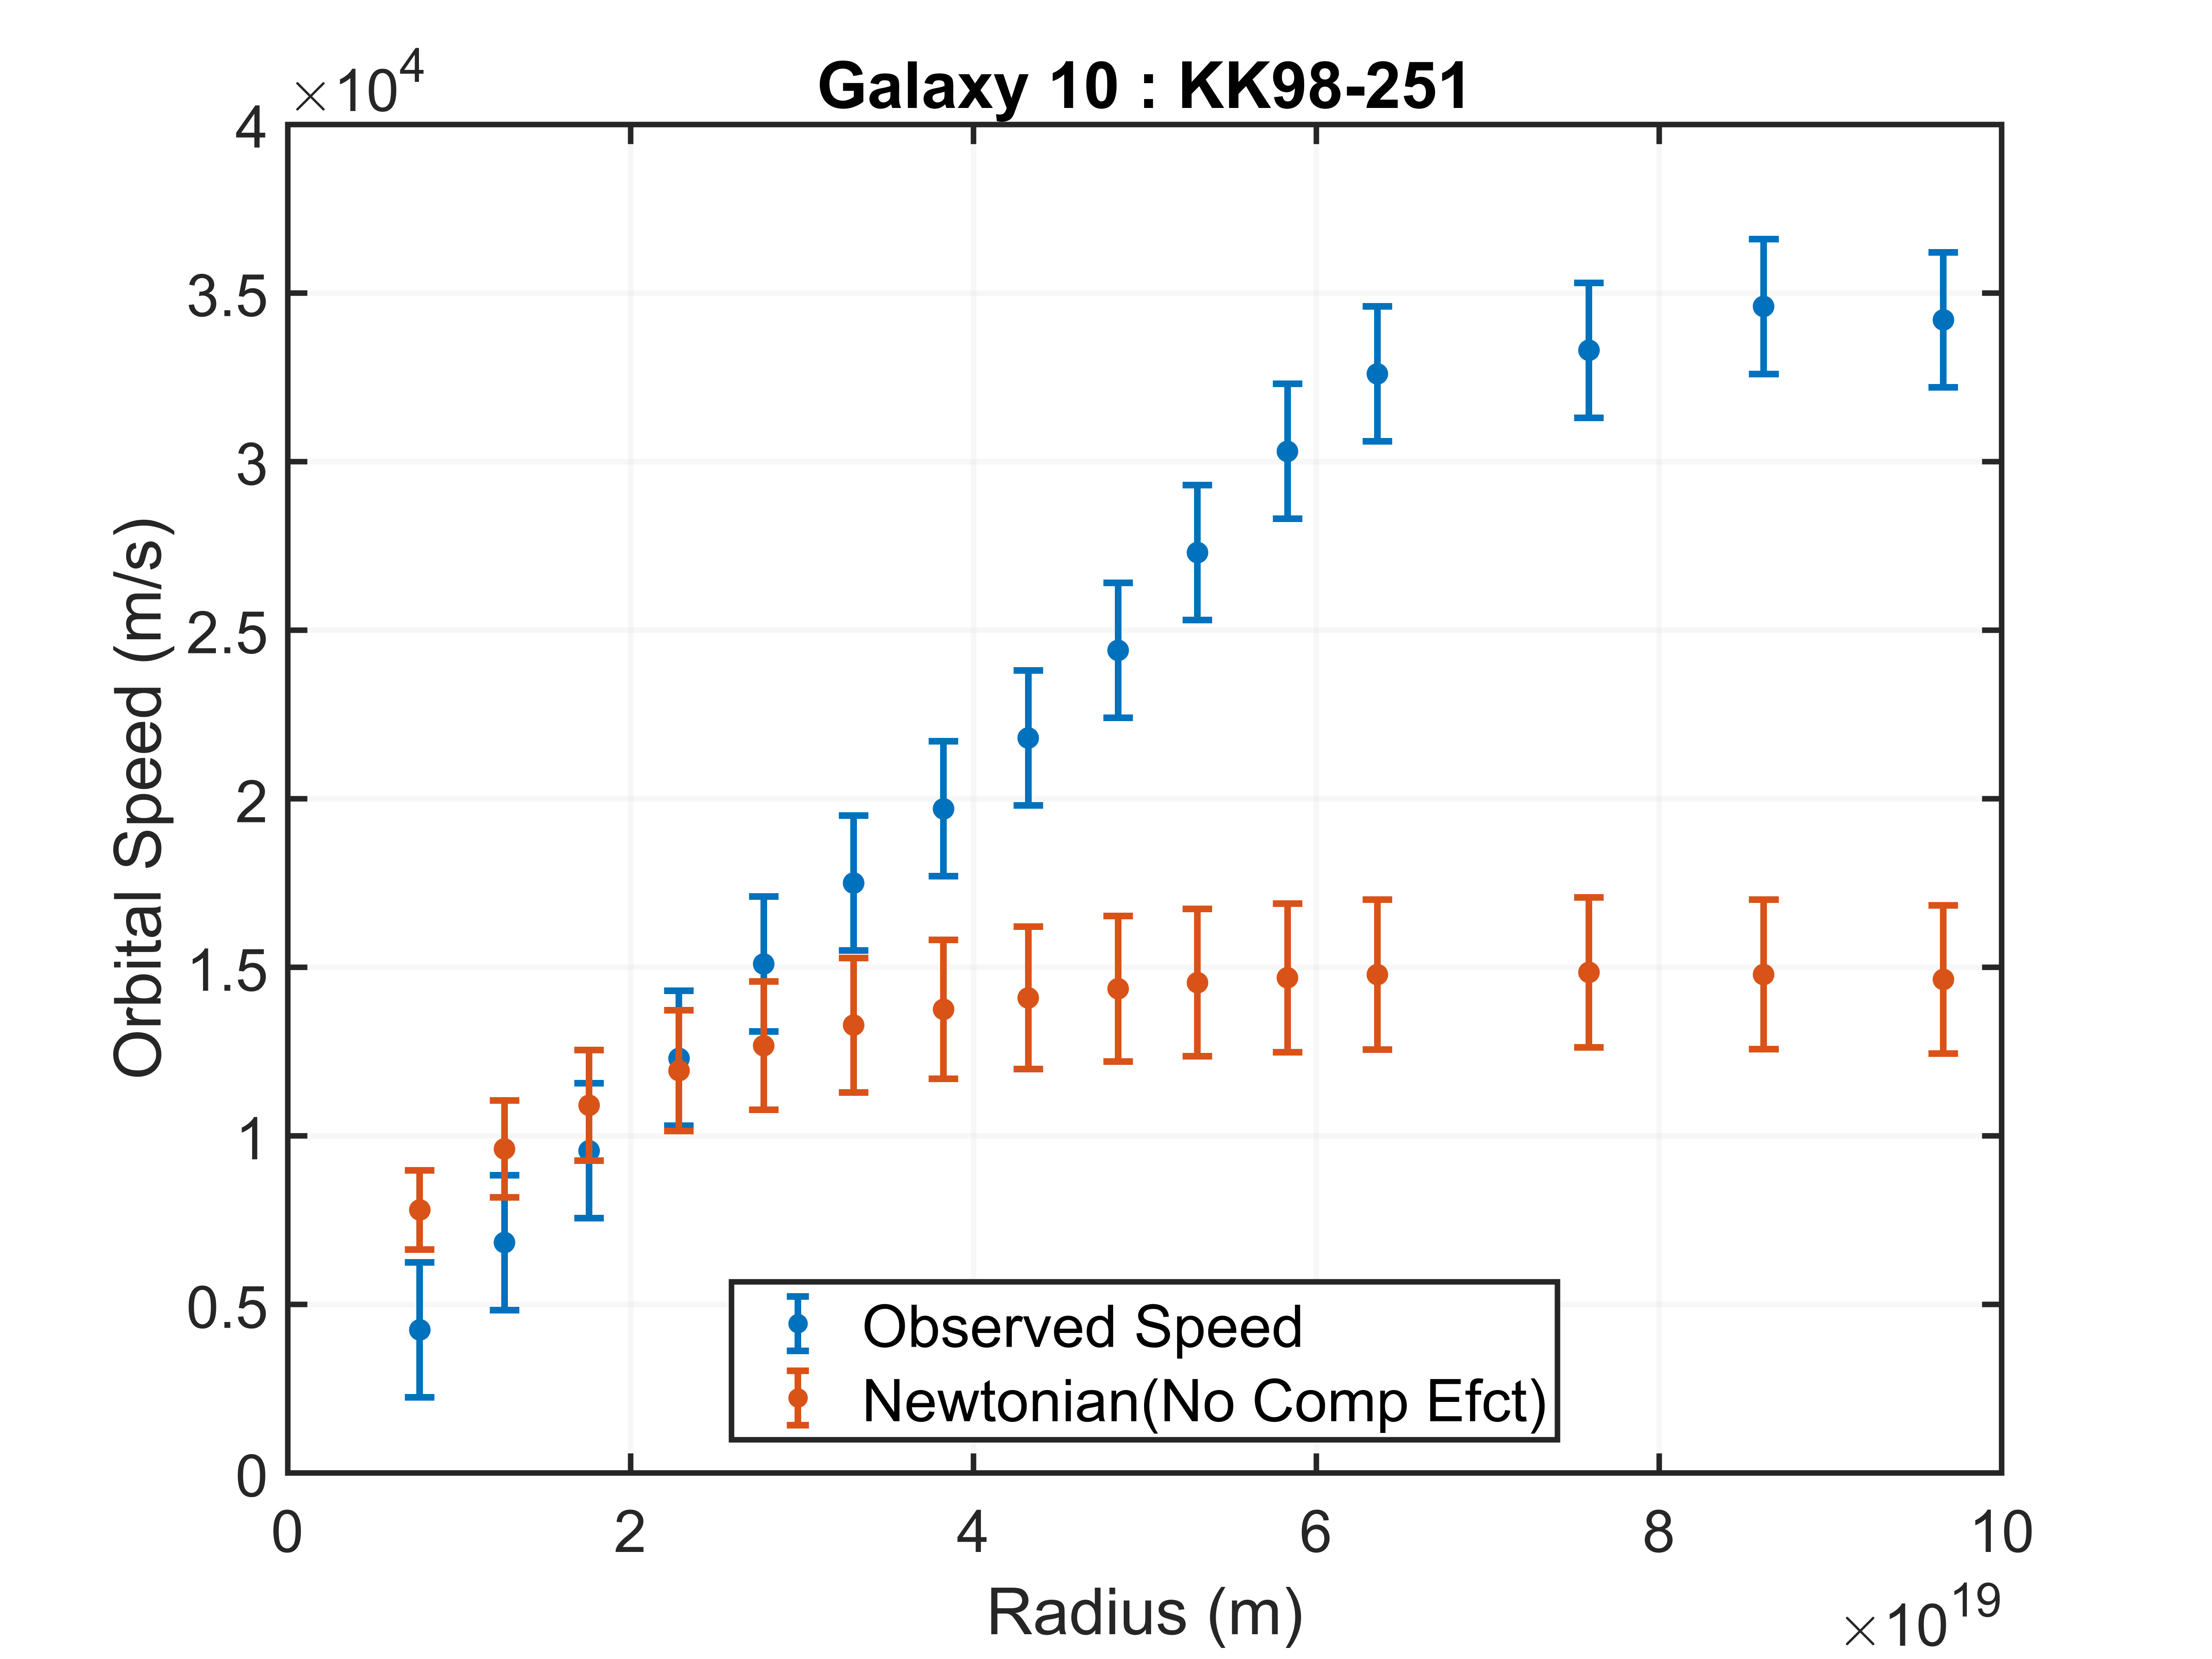 Galaxy 10 : KK98-251
×10^4
4
3.5
3
2.5
2
1.5
1
0.5
0
Orbital Speed (m/s)
Observed Speed
Newtonian(No Comp Efct)
0 2 4 6 8 10
Radius (m)
×10^19